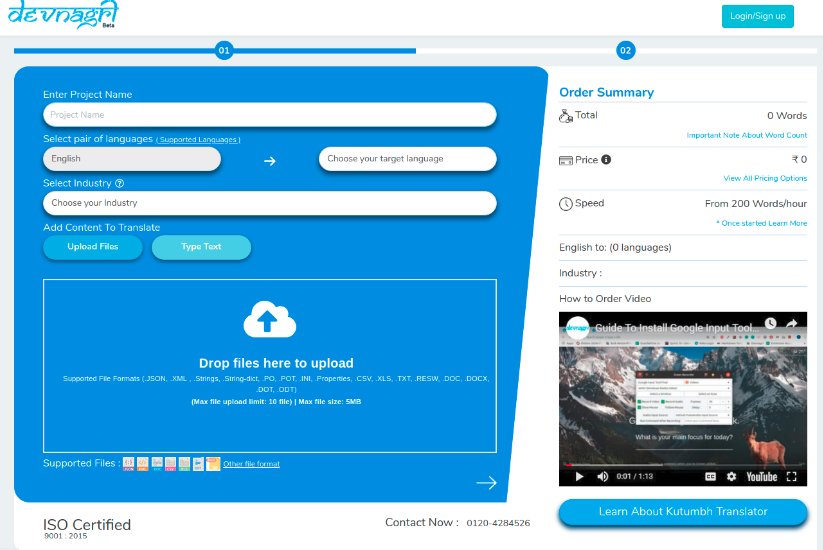 devnagri
Beta
Login/Sign up
01
02
Enter Project Name
Project Name
Select pair of languages ( Supported Languages )
English
Choose your target language
Select Industry
Choose your Industry
Add Content To Translate
Upload Files
Type Text
Drop files here to upload
Supported File Formats (.JSON, .XML , .Strings, .String-dict, .PO, .POT, .INI, .Properties, .CSV, .XLS, .TXT, .RESW, .DOC, .DOCX,
.DOT, .ODT)
(Max file upload limit: 10 file) | Max file size: 5MB
Supported Files :
Other file format
ISO Certified
9001 : 2015
Contact Now : 0120-4284526
Order Summary
Total
0 Words
Important Note About Word Count
Price
₹ 0
View All Pricing Options
Speed
From 200 Words/hour
* Once started Learn More
English to: (0 languages)
Industry :
How to Order Video
devnagri
Guide To Install Google Input Tool...
What is your main focus for today?
0:01 / 1:13
CC
YouTube
Learn About Kutumbh Translator